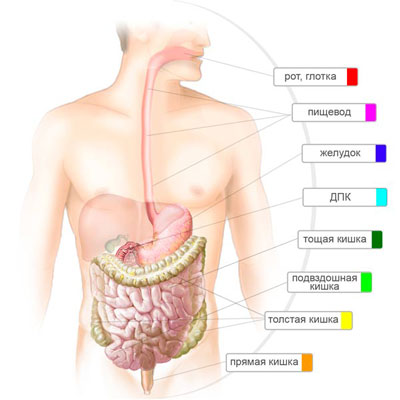 рот, глотка
пищевод
желудок
ДПК
тощая кишка
подвздошная
кишка
толстая кишка
прямая кишка